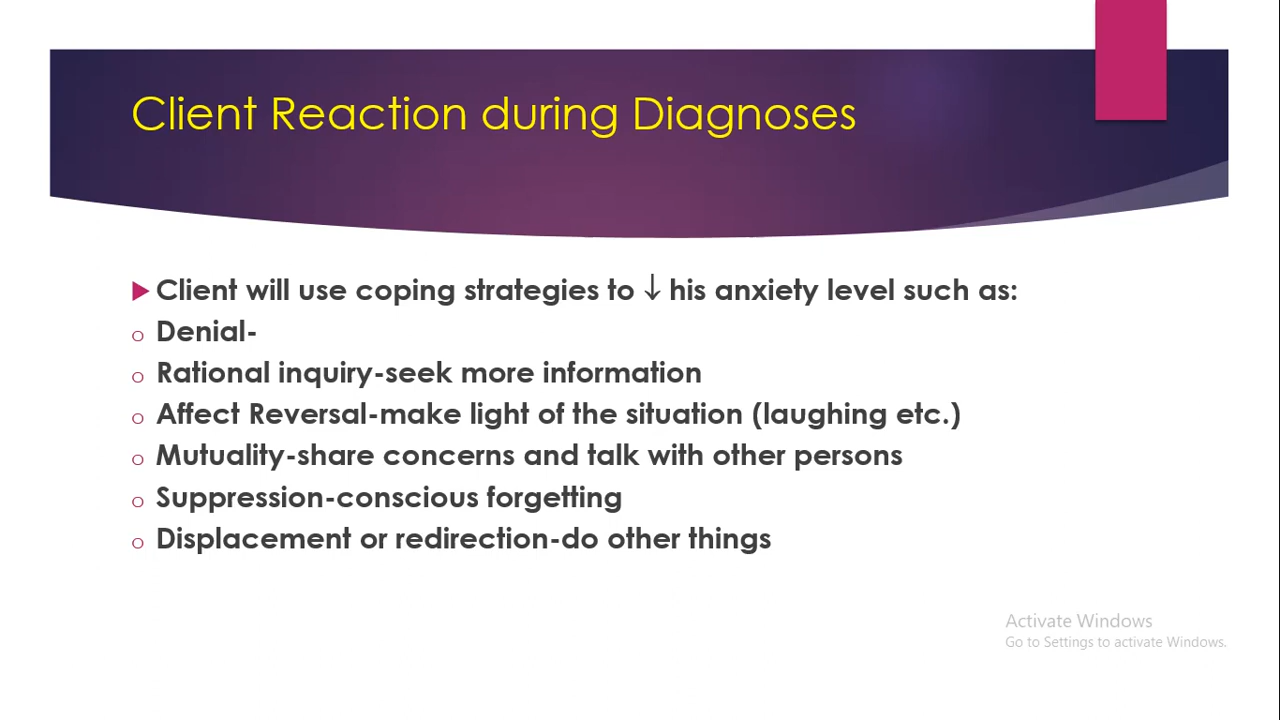 Client Reaction during Diagnoses
Client will use coping strategies to ↓ his anxiety level such as:
Denial-
Rational inquiry-seek more information
Affect Reversal-make light of the situation (laughing etc.)
Mutuality-share concerns and talk with other persons
Suppression-conscious forgetting
Displacement or redirection-do other things
Activate Windows
Go to Settings to activate Windows.